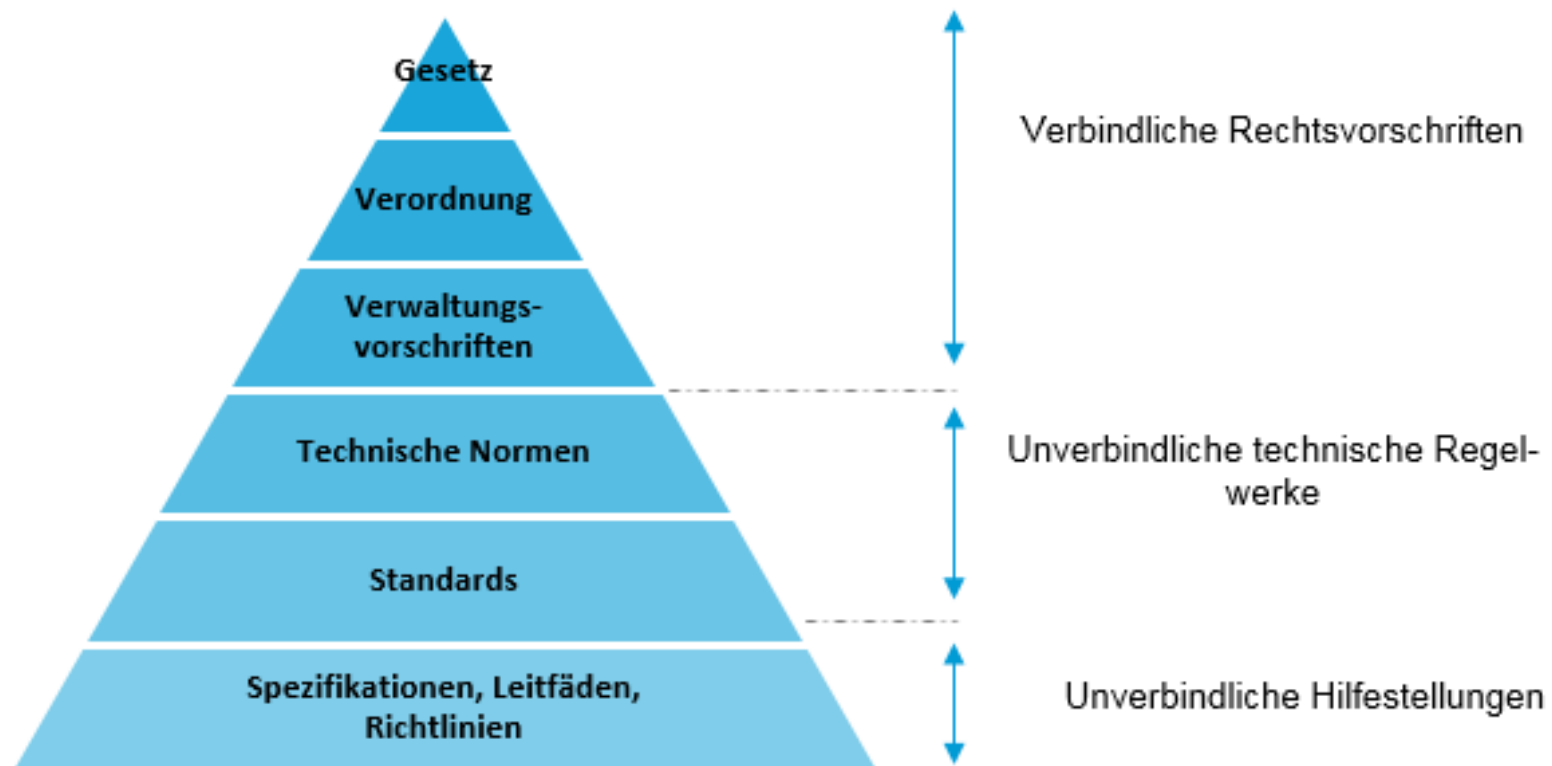 Gesetz
Verbindliche Rechtsvorschriften
Verordnung
Verwaltungs-
vorschriften
Technische Normen
Unverbindliche technische Regel-
werke
Standards
Spezifikationen, Leitfäden,
Richtlinien
Unverbindliche Hilfestellungen